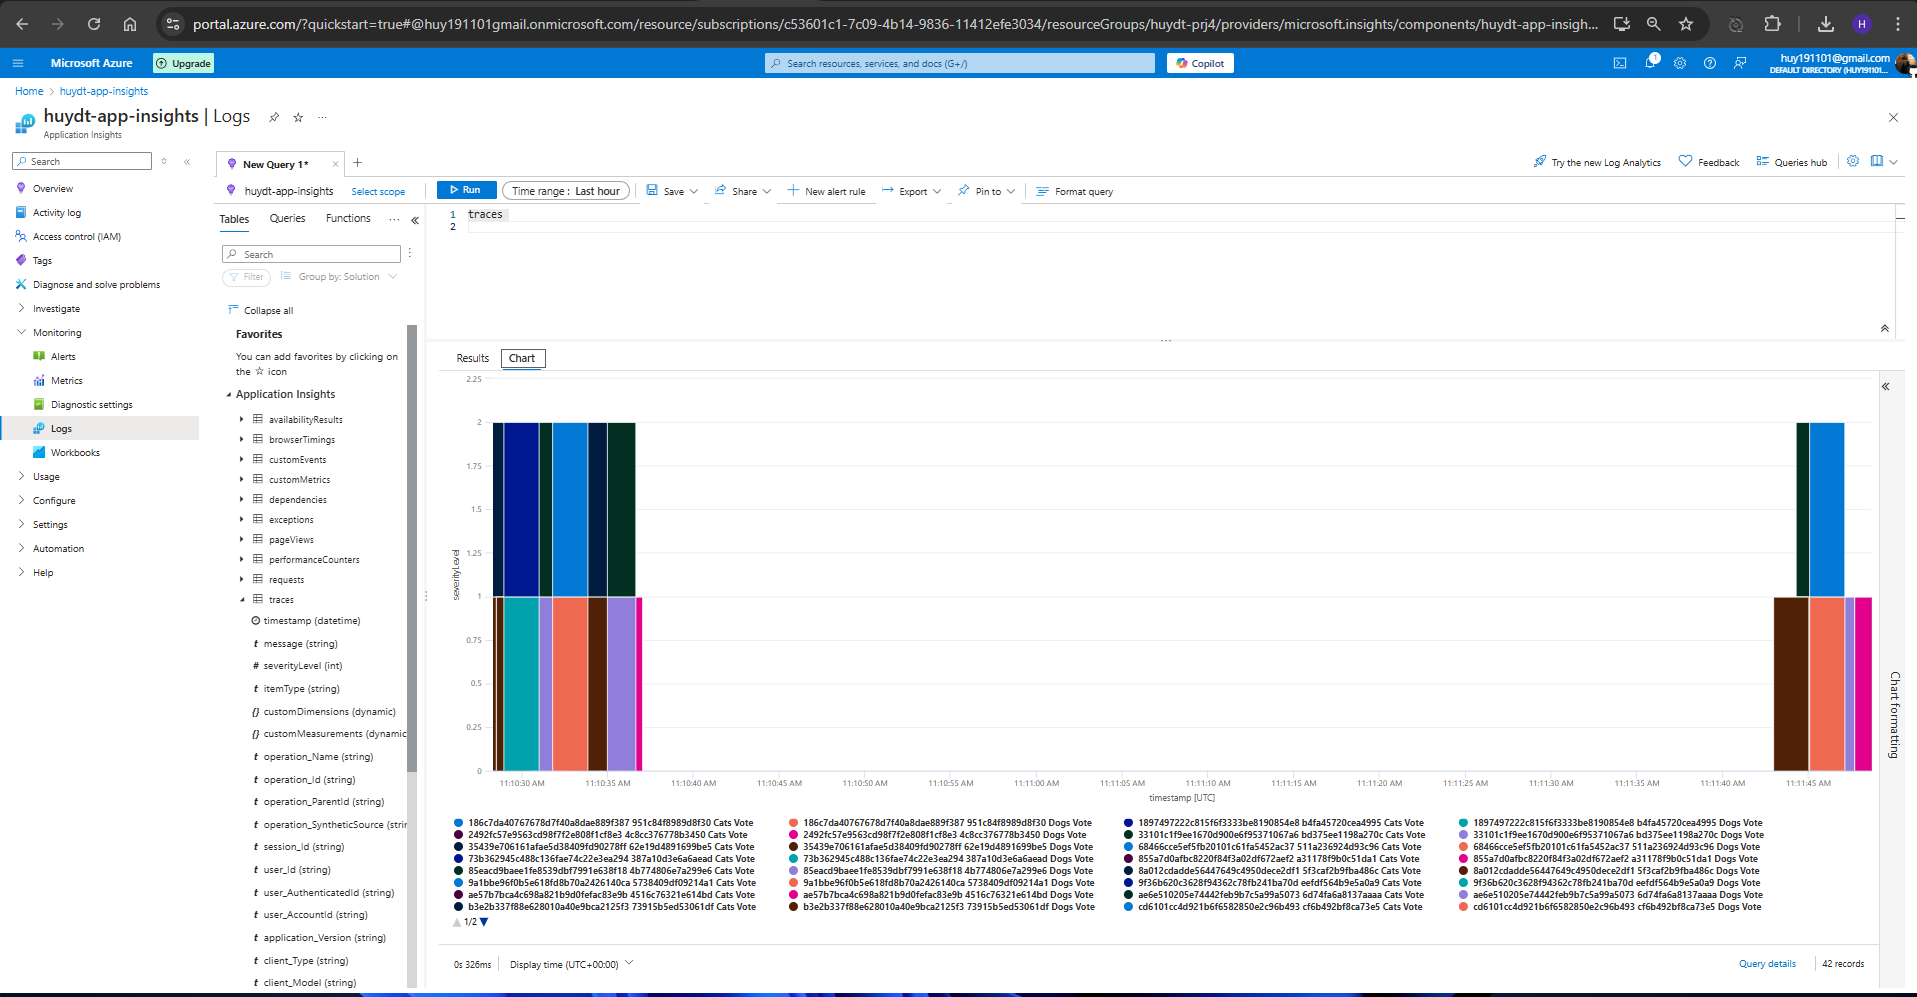 portal.azure.com/?quickstart=true#@huy191101gmail.onmicrosoft.com/resource/subscriptions/c53601c1-7c09-4b14-9836-11412efe3034/resourceGroups/huydt-prj4/providers/microsoft.insights/components/huydt-app-insigh...
H
Microsoft Azure
Upgrade
Search resources, services, and docs (G+/)
Copilot
1
huy191101@gmail.com
DEFAULT DIRECTORY (HUY191101...
Home > huydt-app-insights
huydt-app-insights | Logs
Application Insights
Search
Overview
Activity log
Access control (IAM)
Tags
Diagnose and solve problems
Investigate
Monitoring
Alerts
Metrics
Diagnostic settings
Logs
Workbooks
Usage
Configure
Settings
Automation
Help
New Query 1*
Try the new Log Analytics
Feedback
Queries hub
huydt-app-insights
Select scope
Run
Time range : Last hour
Save
Share
New alert rule
Export
Pin to
Format query
Tables
Queries
Functions
Search
Filter
Group by: Solution
Collapse all
Favorites
You can add favorites by clicking on
the ☆ icon
Application Insights
availabilityResults
browserTimings
customEvents
customMetrics
dependencies
exceptions
pageViews
performanceCounters
requests
traces
timestamp (datetime)
t message (string)
# severityLevel (int)
t itemType (string)
{} customDimensions (dynamic)
{} customMeasurements (dynamic
t operation_Name (string)
t operation_Id (string)
t operation_ParentId (string)
t operation_SyntheticSource (strin
t session_Id (string)
t user_Id (string)
t user_AuthenticatedId (string)
t user_AccountId (string)
t application_Version (string)
t client_Type (string)
t client_Model (string)
1 traces
2
Results
Chart
2.25
2
1.75
1.5
1.25
1
0.75
0.5
0.25
0
severityLevel
11:10:30 AM 11:10:35 AM 11:10:40 AM 11:10:45 AM 11:10:50 AM 11:10:55 AM 11:11:00 AM 11:11:05 AM 11:11:10 AM 11:11:15 AM 11:11:20 AM 11:11:25 AM 11:11:30 AM 11:11:35 AM 11:11:40 AM 11:11:45 AM
timestamp [UTC]
Chart formatting
186c7da40767678d7f40a8dae889f387 951c84f8989d8f30 Cats Vote
186c7da40767678d7f40a8dae889f387 951c84f8989d8f30 Dogs Vote
1897497222c815f6f3333be8190854e8 b4fa45720cea4995 Cats Vote
1897497222c815f6f3333be8190854e8 b4fa45720cea4995 Dogs Vote
2492fc57e9563cd98f7f2e808f1cf8e3 4c8cc376778b3450 Cats Vote
2492fc57e9563cd98f7f2e808f1cf8e3 4c8cc376778b3450 Dogs Vote
33101c1f9ee1670d900e6f95371067a6 bd375ee1198a270c Cats Vote
33101c1f9ee1670d900e6f95371067a6 bd375ee1198a270c Dogs Vote
35439e706161afae5d38409fd90278ff 62e19d4891699be5 Cats Vote
35439e706161afae5d38409fd90278ff 62e19d4891699be5 Dogs Vote
68466cce5ef5fb20101c61fa5452ac37 511a236924d93c96 Cats Vote
68466cce5ef5fb20101c61fa5452ac37 511a236924d93c96 Dogs Vote
73b362945c488c136fae74c22e3ea294 387a10d3e6a6aead Cats Vote
73b362945c488c136fae74c22e3ea294 387a10d3e6a6aead Dogs Vote
855a7d0afbc8220f84f3a02df672aef2 a31178f9b0c51da1 Cats Vote
855a7d0afbc8220f84f3a02df672aef2 a31178f9b0c51da1 Dogs Vote
85eacd9baee1fe8539dbf7991e638f18 4b774806e7a299e6 Cats Vote
85eacd9baee1fe8539dbf7991e638f18 4b774806e7a299e6 Dogs Vote
8a012cdadde564649c4950dece2df1 5f3caf2b9fba486c Cats Vote
8a012cdadde564649c4950dece2df1 5f3caf2b9fba486c Dogs Vote
9a1bbe96f0b5e618fd8b70a2426140ca 5738409df09214a1 Cats Vote
9a1bbe96f0b5e618fd8b70a2426140ca 5738409df09214a1 Dogs Vote
9f36b620c3628f94362c78fb241ba70d eefdf564b9e5a0a9 Cats Vote
9f36b620c3628f94362c78fb241ba70d eefdf564b9e5a0a9 Dogs Vote
ae57b7bca4c698a821b9d0fefac83e9b 4516c76321e614bd Cats Vote
ae57b7bca4c698a821b9d0fefac83e9b 4516c76321e614bd Dogs Vote
ae6e510205e74442feb9b7c5a99a5073 6d74fa6a8137aaaa Cats Vote
ae6e510205e74442feb9b7c5a99a5073 6d74fa6a8137aaaa Dogs Vote
b3e2b337f88e628010a40e9bca2125f3 73915b5ed53061df Cats Vote
b3e2b337f88e628010a40e9bca2125f3 73915b5ed53061df Dogs Vote
cd6101cc4d921b6f6582850e2c96b493 cf6b492bf8ca73e5 Cats Vote
cd6101cc4d921b6f6582850e2c96b493 cf6b492bf8ca73e5 Dogs Vote
1/2
0s 326ms
Display time (UTC+00:00)
Query details
42 records